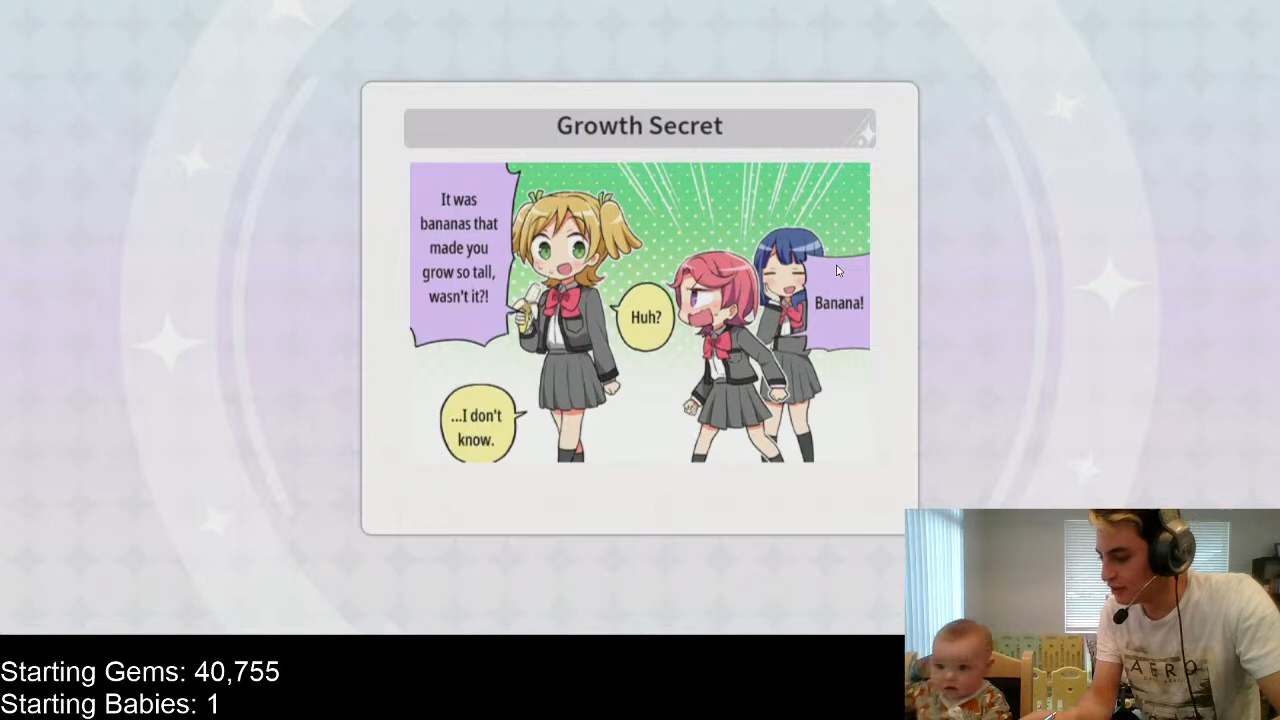 Growth Secret
It was
bananas that
made you
grow so tall,
wasn't it?!
Huh?
Banana!
...I don't
know.
Starting Gems: 40,755
Starting Babies: 1
AERO